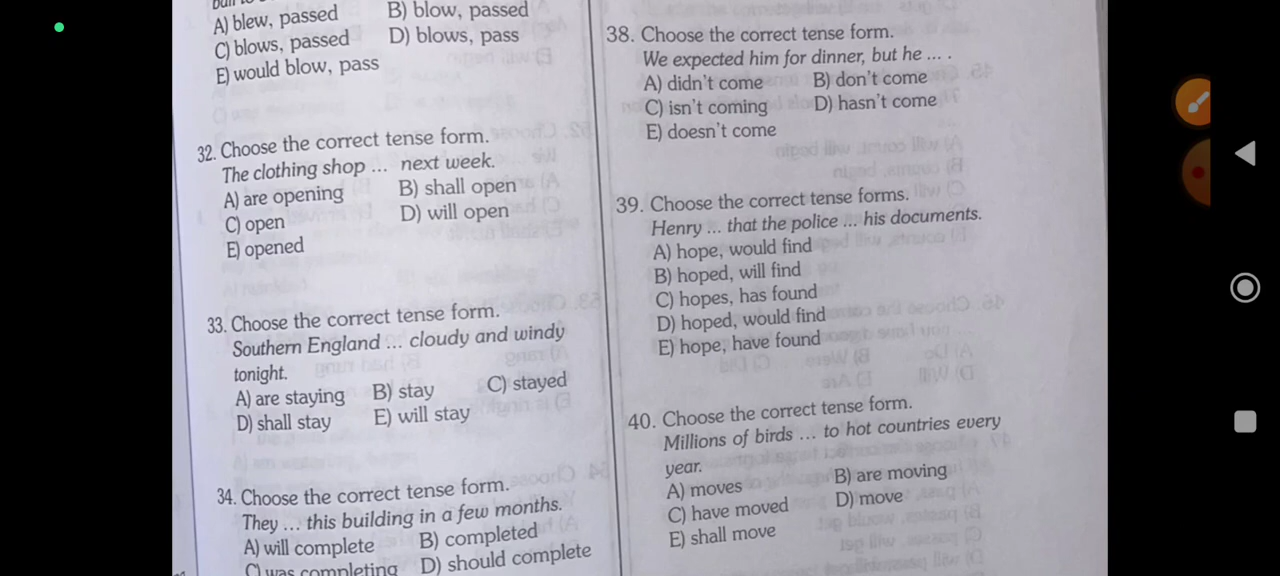 A) blew, passed B) blow, passed
C) blows, passed D) blows, pass
E) would blow, pass
32. Choose the correct tense form.
The clothing shop ... next week.
A) are opening B) shall open
C) open D) will open
E) opened
33. Choose the correct tense form.
Southern England ... cloudy and windy
tonight.
A) are staying B) stay C) stayed
D) shall stay E) will stay
34. Choose the correct tense form.
They ... this building in a few months.
A) will complete B) completed
C) was completing D) should complete
38. Choose the correct tense form.
We expected him for dinner, but he ... .
A) didn't come B) don't come
C) isn't coming D) hasn't come
E) doesn't come
39. Choose the correct tense forms.
Henry ... that the police ... his documents.
A) hope, would find
B) hoped, will find
C) hopes, has found
D) hoped, would find
E) hope, have found
40. Choose the correct tense form.
Millions of birds ... to hot countries every
year.
A) moves B) are moving
C) have moved D) move
E) shall move